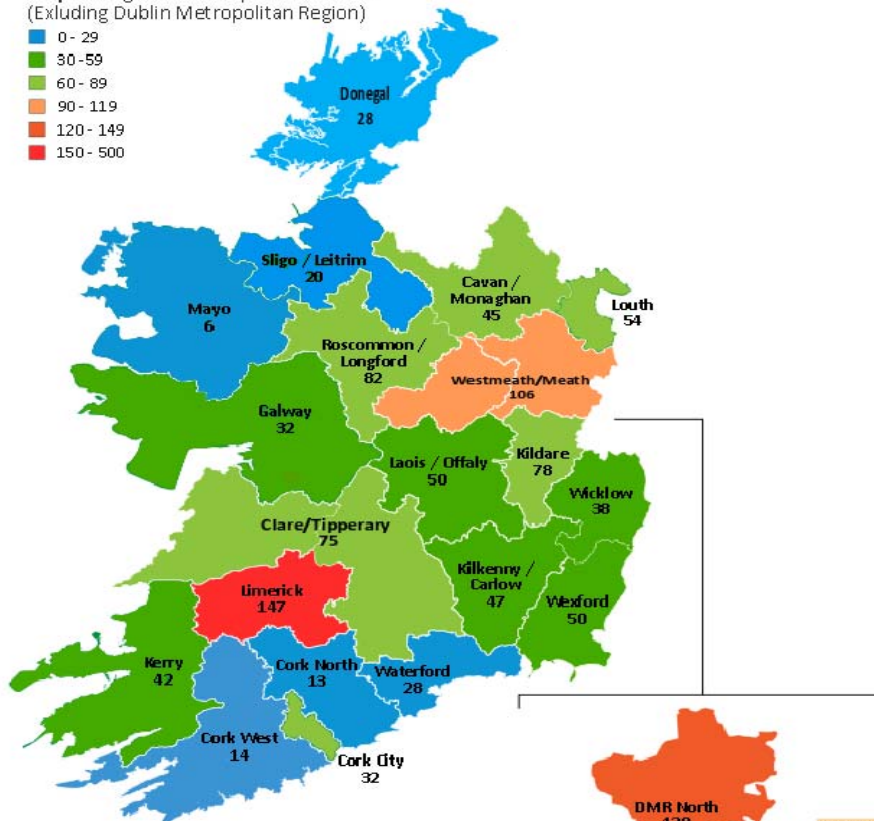 (Exluding Dublin Metropolitan Region)
0 - 29
30 -59
60 - 89
90 - 119
120 - 149
150 - 500
Donegal
28
Sligo / Leitrim
20
Cavan /
Monaghan
45
Louth
54
Mayo
6
Roscommon /
Longford
82
Westmeath/Meath
106
Galway
32
Laois / Offaly
50
Kildare
78
Wicklow
38
Clare/Tipperary
75
Limerick
147
Kilkenny /
Carlow
47
Wexford
50
Kerry
42
Cork North
13
Waterford
28
Cork West
14
Cork City
32
DMR North